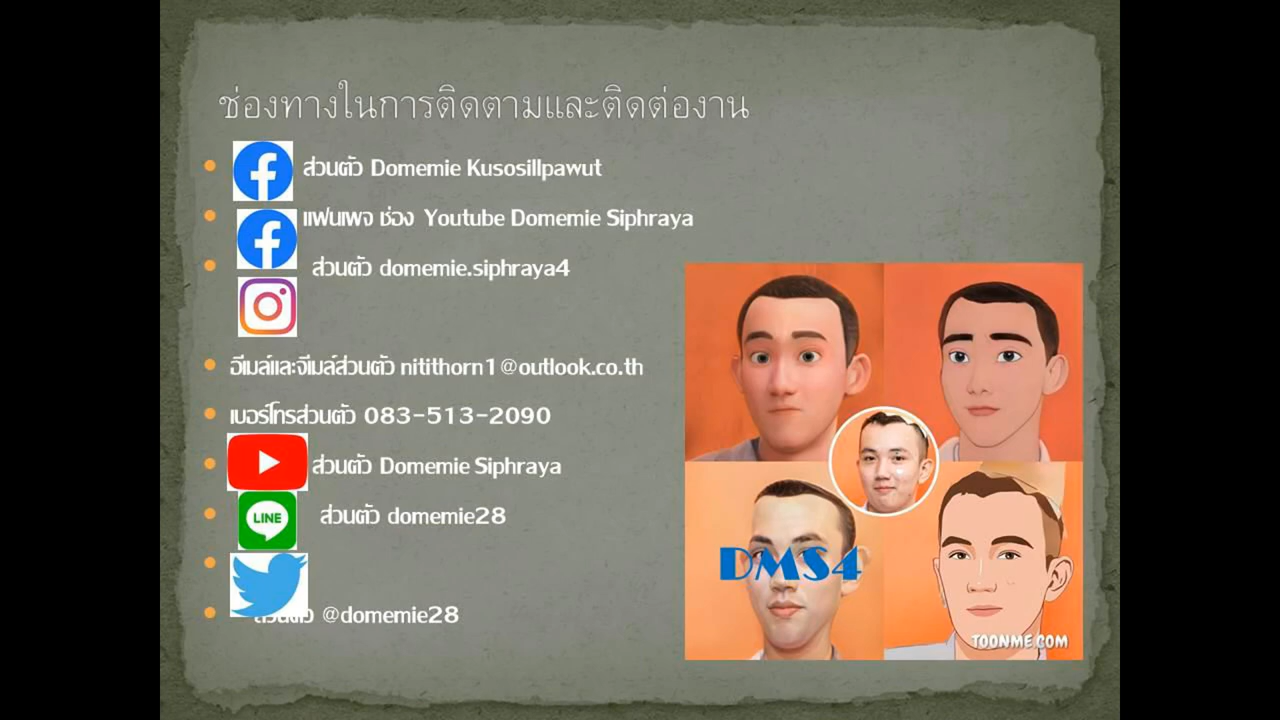 ช่องทางในการติดตามและติดต่องาน
ส่วนตัว Domemie Kusosillpawut
แฟนเพจ ช่อง Youtube Domemie Siphraya
ส่วนตัว domemie.siphraya4
อีเมล์และจีเมล์ส่วนตัว nitithorn1@outlook.co.th
เบอร์โทรส่วนตัว 083-513-2090
ส่วนตัว Domemie Siphraya
LINE ส่วนตัว domemie28
ส่วนตัว @domemie28
DMS4
TOONME.COM